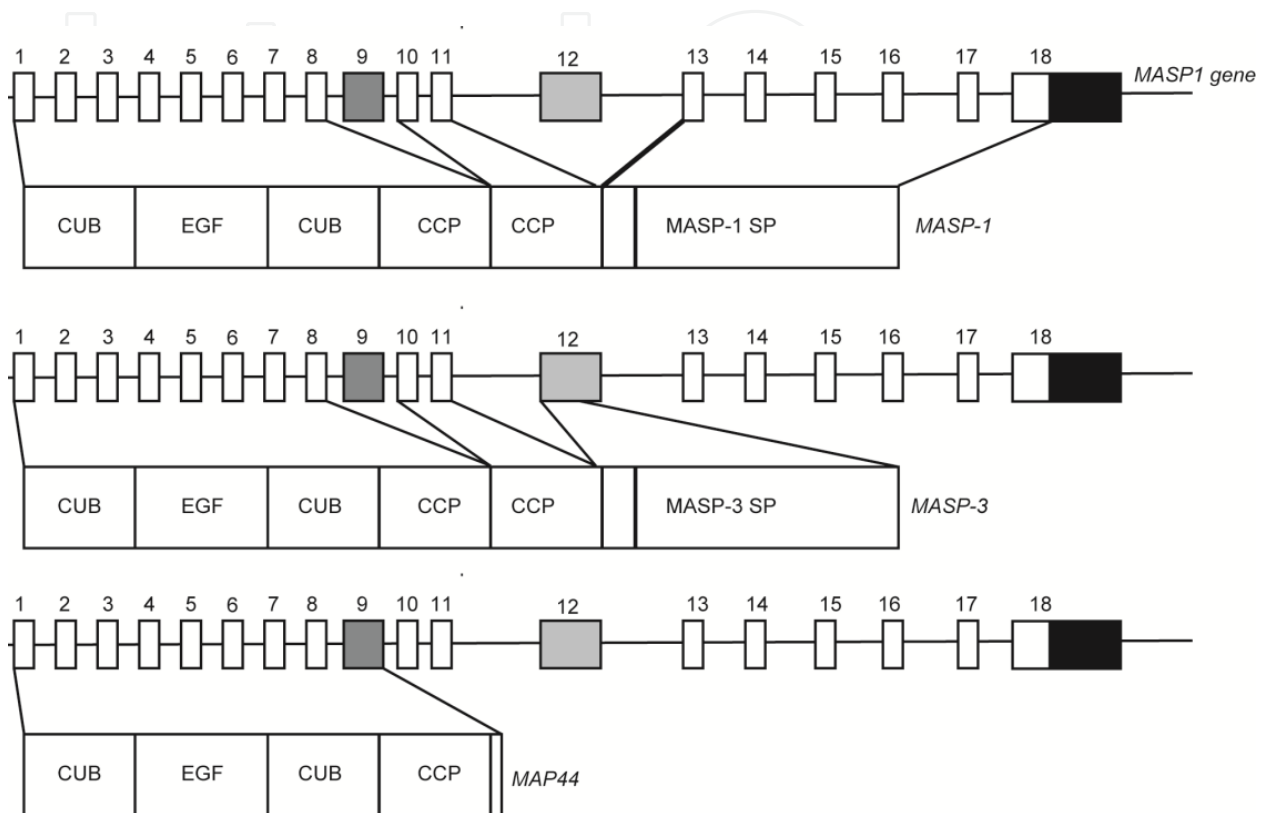 1 2 3 4 5 6 7 8 9 10 11 12 13 14 15 16 17 18 MASP1 gene
CUB EGF CUB CCP CCP MASP-1 SP MASP-1
1 2 3 4 5 6 7 8 9 10 11 12 13 14 15 16 17 18
CUB EGF CUB CCP CCP MASP-3 SP MASP-3
1 2 3 4 5 6 7 8 9 10 11 12 13 14 15 16 17 18
CUB EGF CUB CCP MAP44